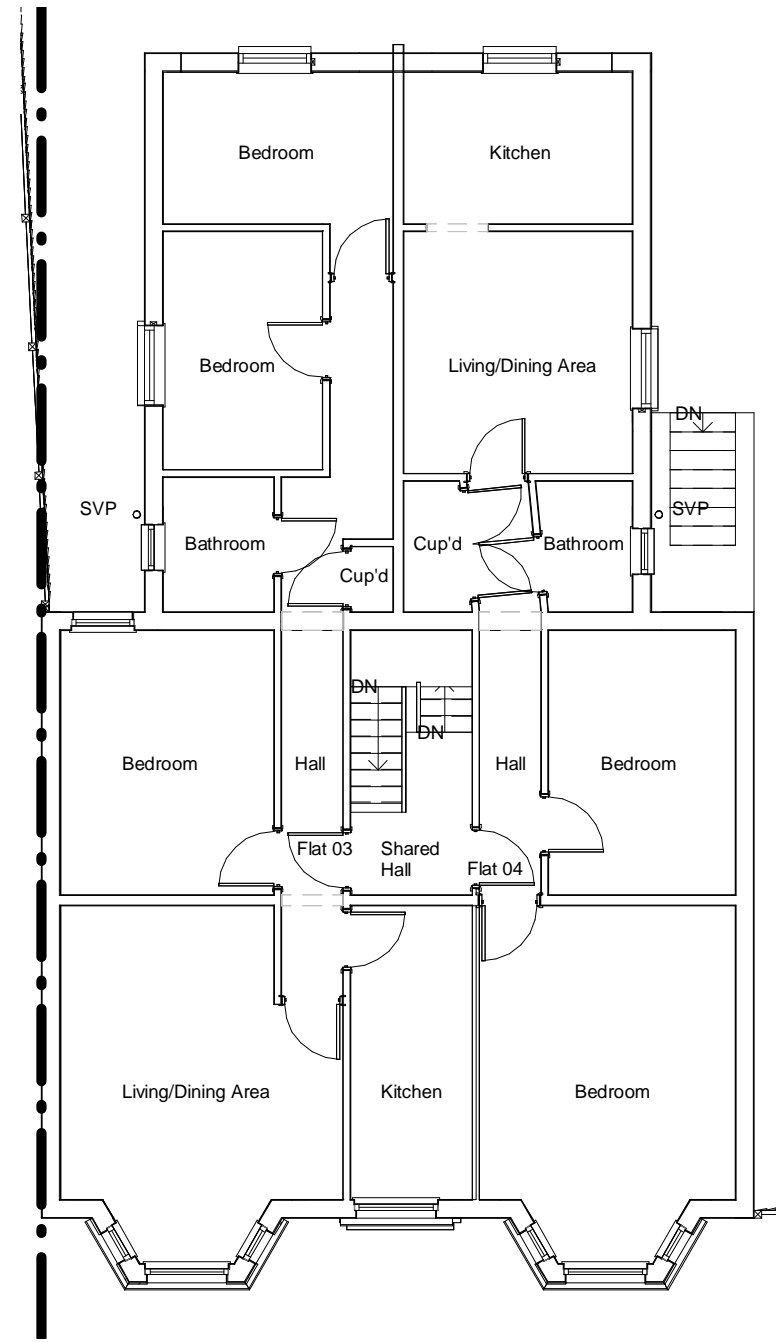 Bedroom
Kitchen
Bedroom
Living/Dining Area
DN
SVP
SVP
Bathroom
Cup'd
Bathroom
Cup'd
DN
DN
Bedroom
Hall
Hall
Bedroom
Flat 03
Shared
Hall
Flat 04
Living/Dining Area
Kitchen
Bedroom